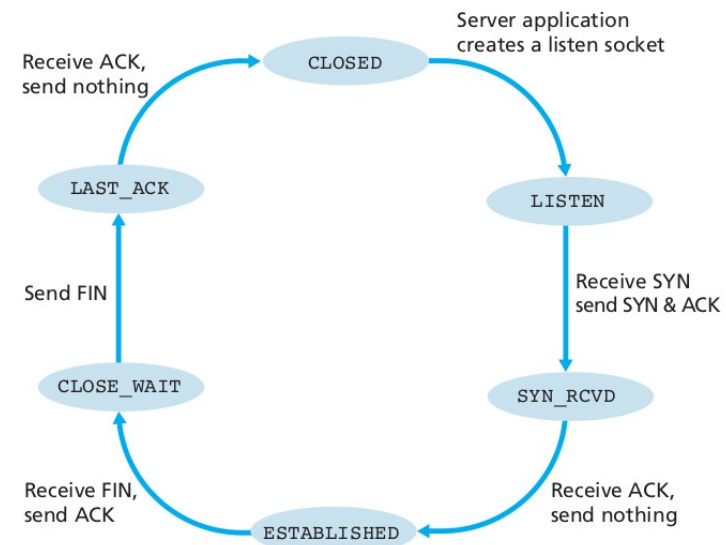 Server application
creates a listen socket
Receive ACK,
send nothing
CLOSED
LAST_ACK
LISTEN
Receive SYN
send SYN & ACK
Send FIN
CLOSE_WAIT
SYN_RCVD
Receive FIN,
send ACK
Receive ACK,
send nothing
ESTABLISHED